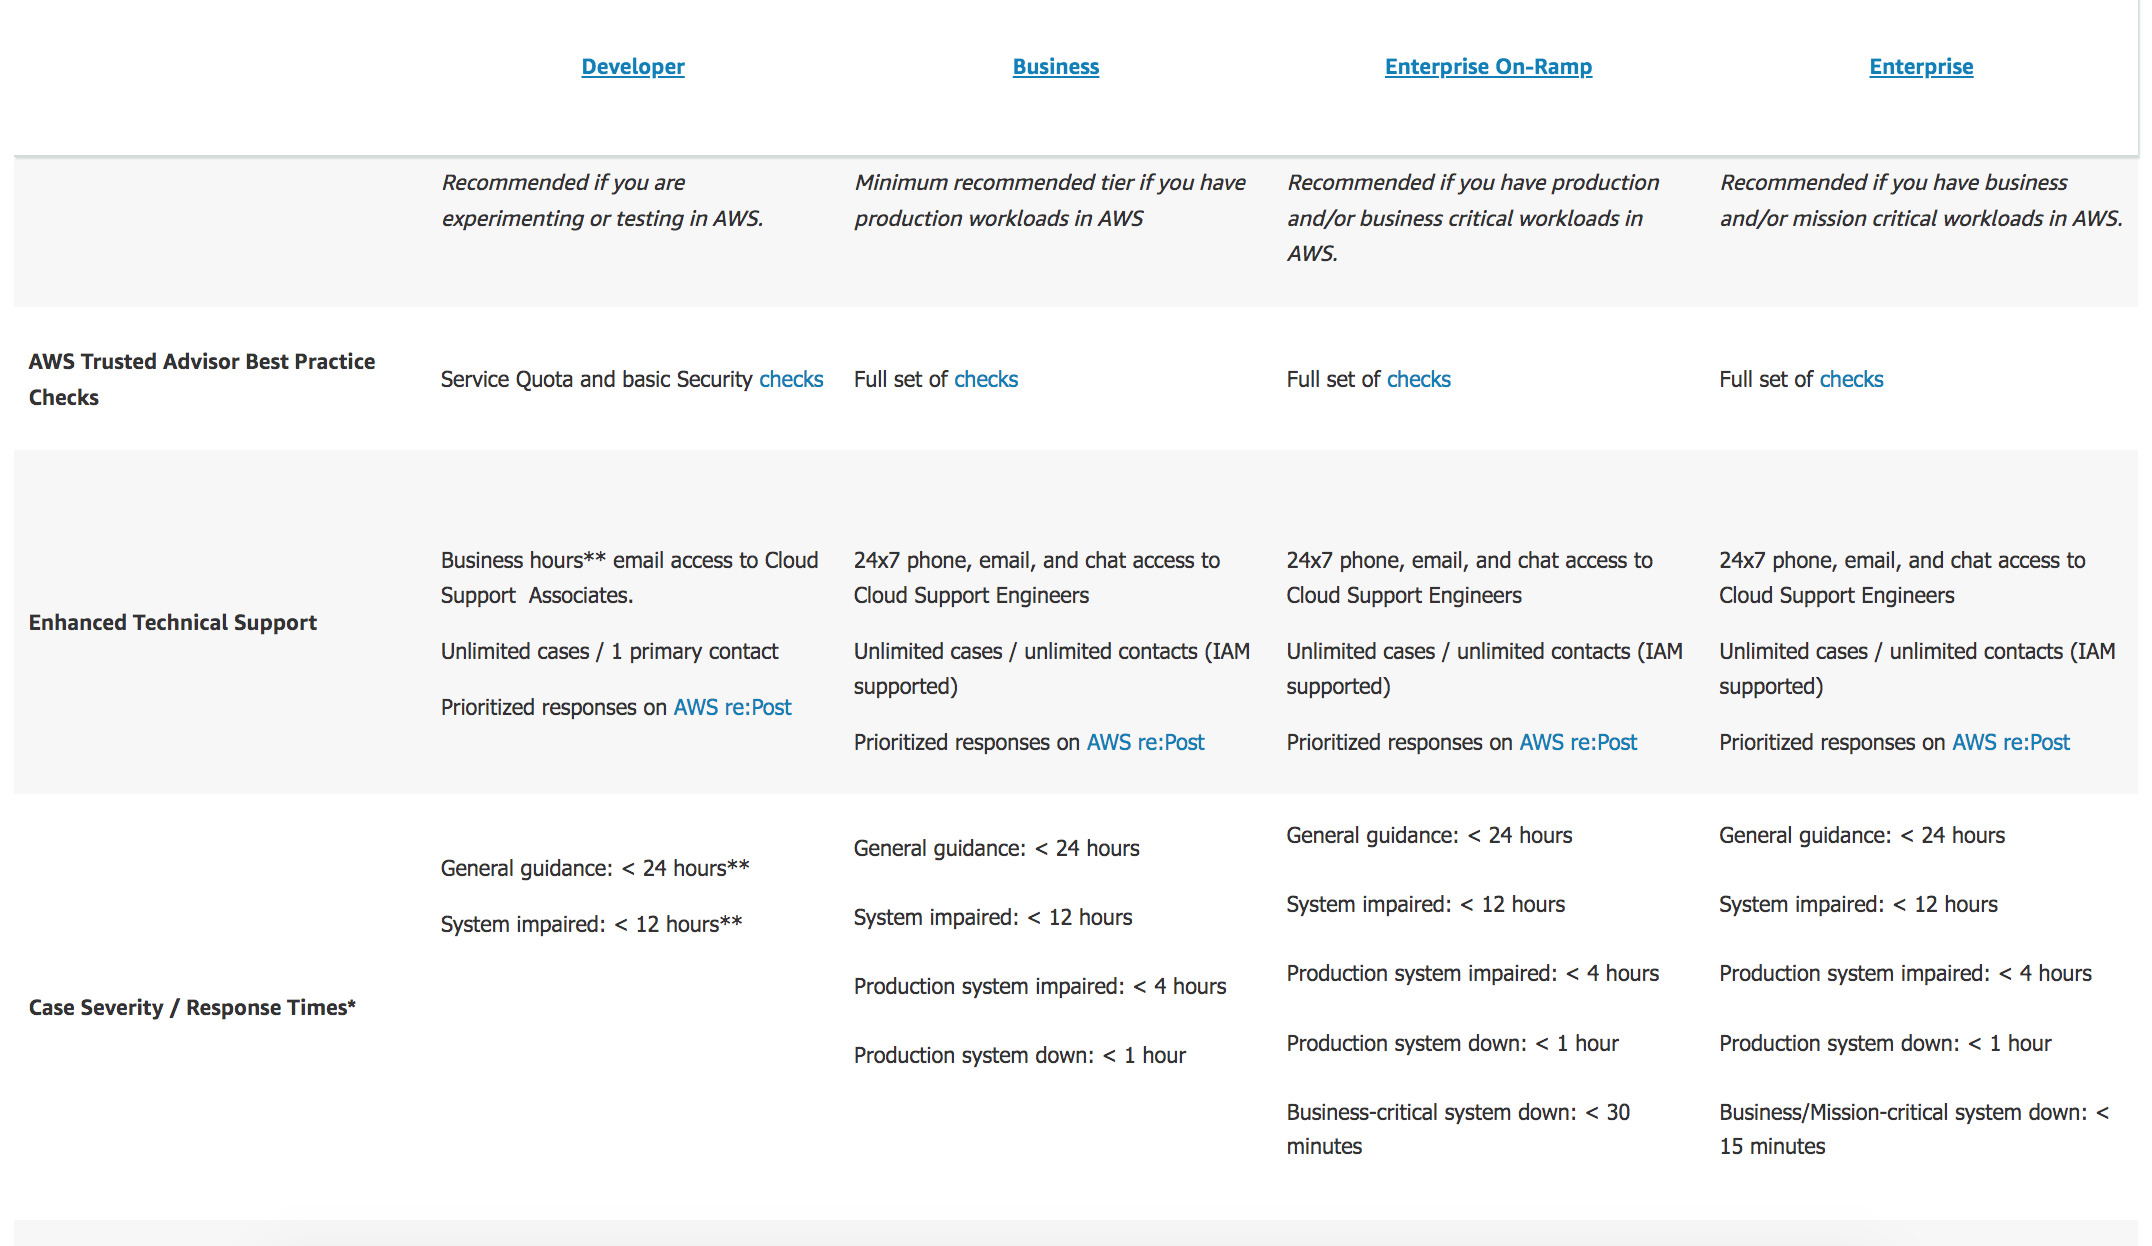 Developer
Business
Enterprise On-Ramp
Enterprise
Recommended if you are
experimenting or testing in AWS.
Minimum recommended tier if you have
production workloads in AWS
Recommended if you have production
and/or business critical workloads in
AWS.
Recommended if you have business
and/or mission critical workloads in AWS.
AWS Trusted Advisor Best Practice
Checks
Service Quota and basic Security checks
Full set of checks
Full set of checks
Full set of checks
Enhanced Technical Support
Business hours** email access to Cloud
Support  Associates.
Unlimited cases / 1 primary contact
Prioritized responses on AWS re:Post
24x7 phone, email, and chat access to
Cloud Support Engineers
Unlimited cases / unlimited contacts (IAM
supported)
Prioritized responses on AWS re:Post
24x7 phone, email, and chat access to
Cloud Support Engineers
Unlimited cases / unlimited contacts (IAM
supported)
Prioritized responses on AWS re:Post
24x7 phone, email, and chat access to
Cloud Support Engineers
Unlimited cases / unlimited contacts (IAM
supported)
Prioritized responses on AWS re:Post
Case Severity / Response Times*
General guidance: < 24 hours**
System impaired: < 12 hours**
General guidance: < 24 hours
System impaired: < 12 hours
Production system impaired: < 4 hours
Production system down: < 1 hour
General guidance: < 24 hours
System impaired: < 12 hours
Production system impaired: < 4 hours
Production system down: < 1 hour
Business-critical system down: < 30
minutes
General guidance: < 24 hours
System impaired: < 12 hours
Production system impaired: < 4 hours
Production system down: < 1 hour
Business/Mission-critical system down: <
15 minutes